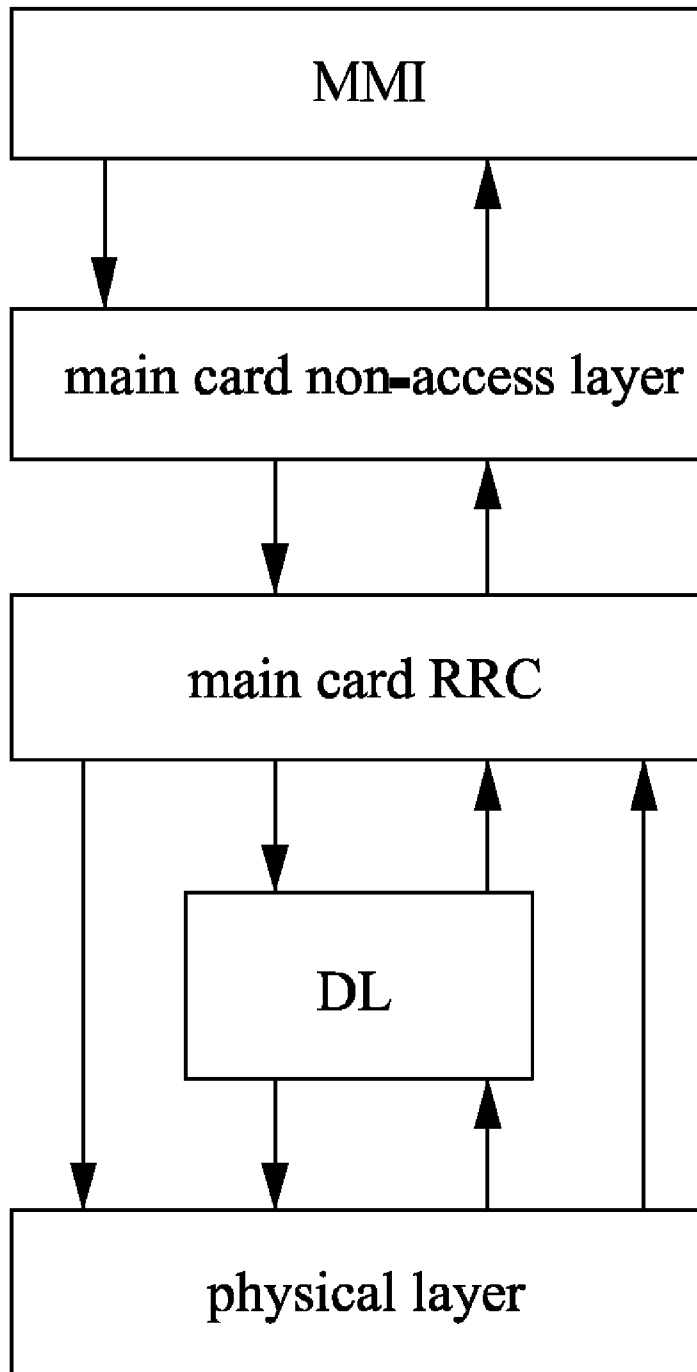 MMI
main card non-access layer
main card RRC
DL
physical layer